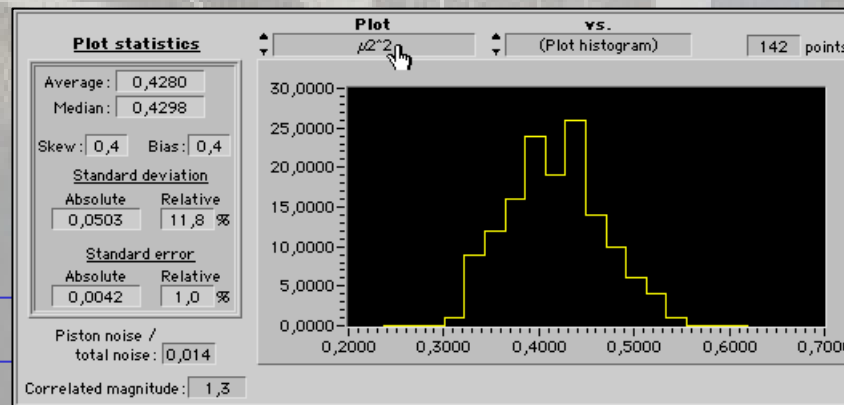 Plot statistics
Average: 0,4280
Median: 0,4298
Skew: 0,4 Bias: 0,4
Standard deviation
Absolute Relative
0,0503 11,8 %
Standard error
Absolute Relative
0,0042 1,0 %
Piston noise /
total noise: 0,014
Correlated magnitude: 1,3
Plot vs.
μ2^2 (Plot histogram) 142 points
30,0000
25,0000
20,0000
15,0000
10,0000
5,0000
0,0000
0,2000 0,3000 0,4000 0,5000 0,6000 0,700